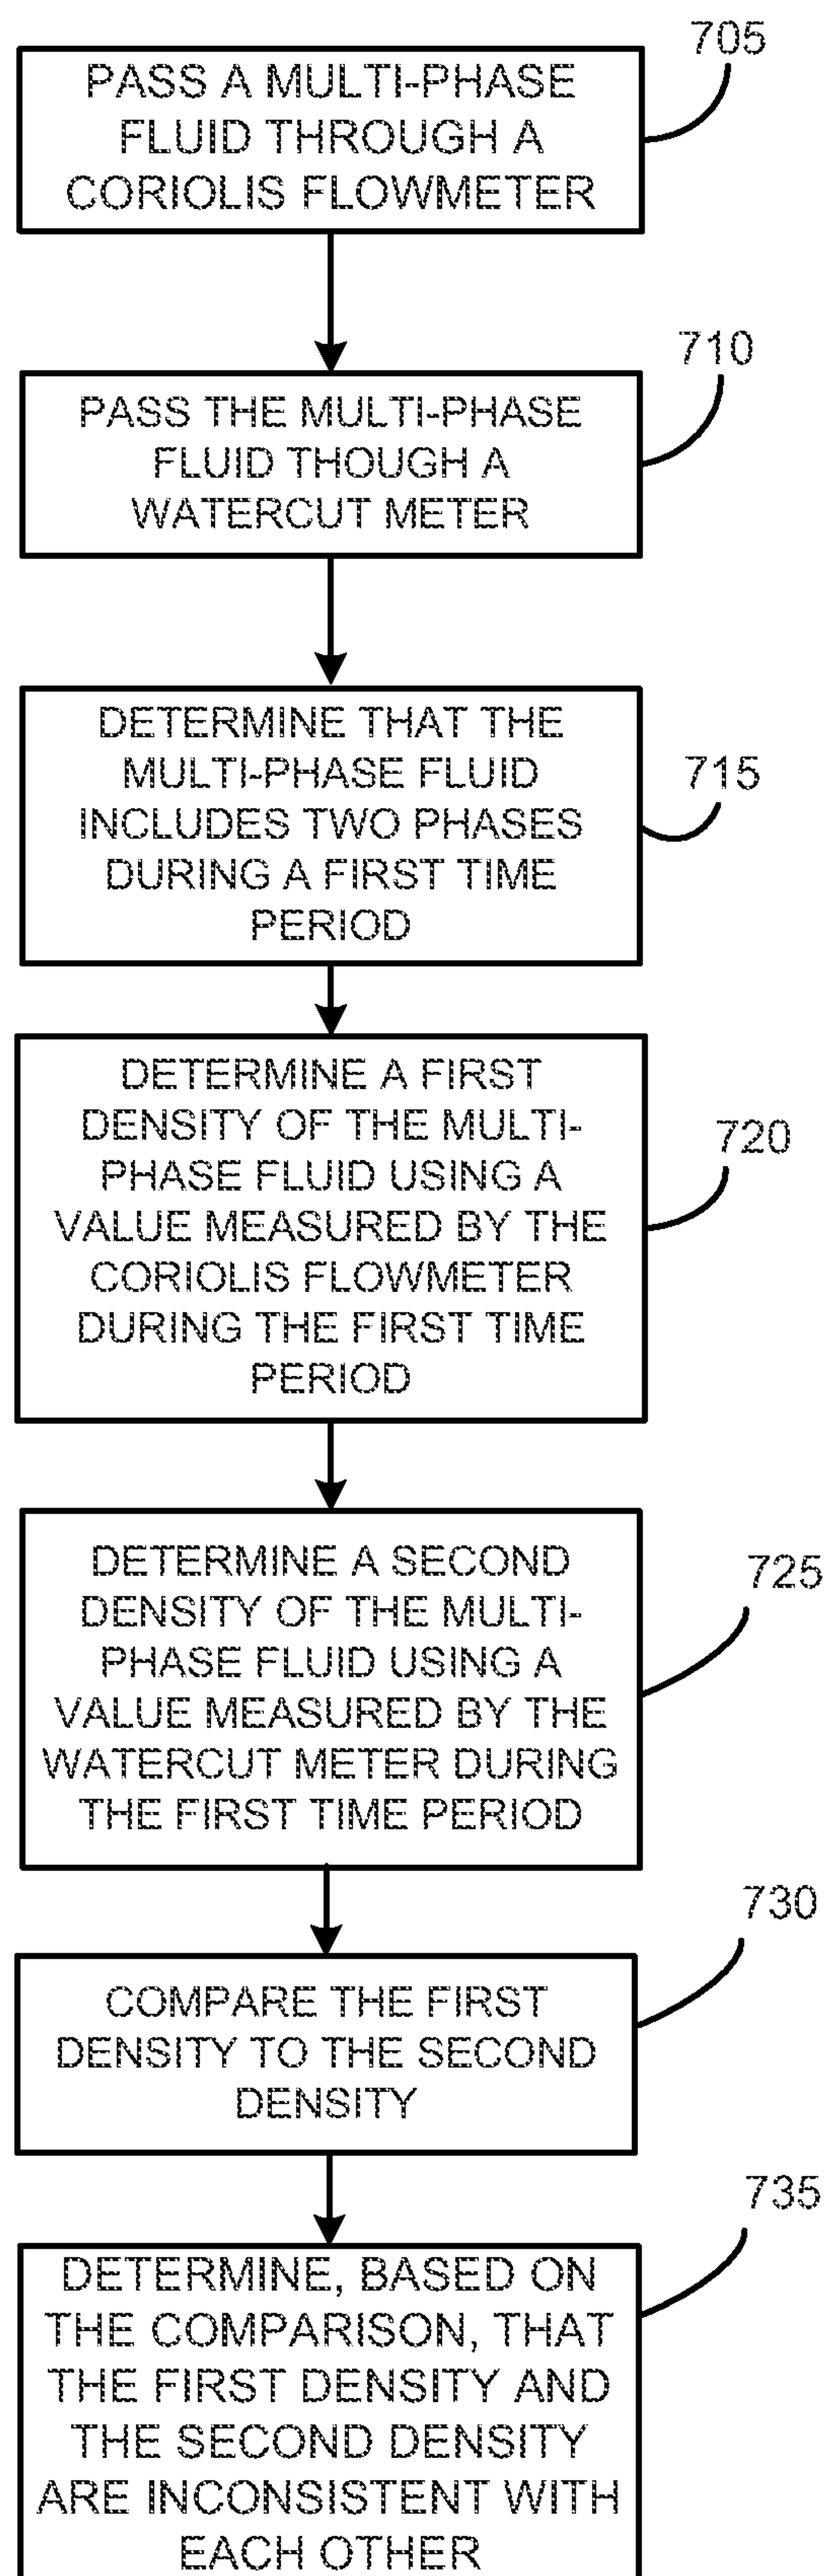 705
PASS A MULTI-PHASE
FLUID THROUGH A
CORIOLIS FLOWMETER
710
PASS THE MULTI-PHASE
FLUID THOUGH A
WATERCUT METER
715
DETERMINE THAT THE
MULTI-PHASE FLUID
INCLUDES TWO PHASES
DURING A FIRST TIME
PERIOD
720
DETERMINE A FIRST
DENSITY OF THE MULTI-
PHASE FLUID USING A
VALUE MEASURED BY THE
CORIOLIS FLOWMETER
DURING THE FIRST TIME
PERIOD
725
DETERMINE A SECOND
DENSITY OF THE MULTI-
PHASE FLUID USING A
VALUE MEASURED BY THE
WATERCUT METER DURING
THE FIRST TIME PERIOD
730
COMPARE THE FIRST
DENSITY TO THE SECOND
DENSITY
735
DETERMINE, BASED ON
THE COMPARISON, THAT
THE FIRST DENSITY AND
THE SECOND DENSITY
ARE INCONSISTENT WITH
EACH OTHER